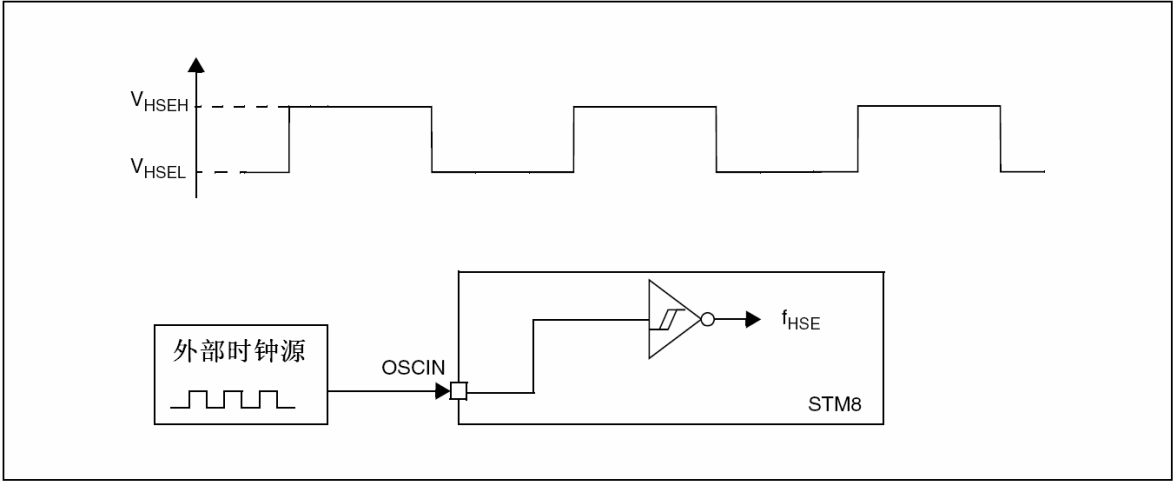 VHSEH
VHSEL
外部时钟源
OSCIN
fHSE
STM8